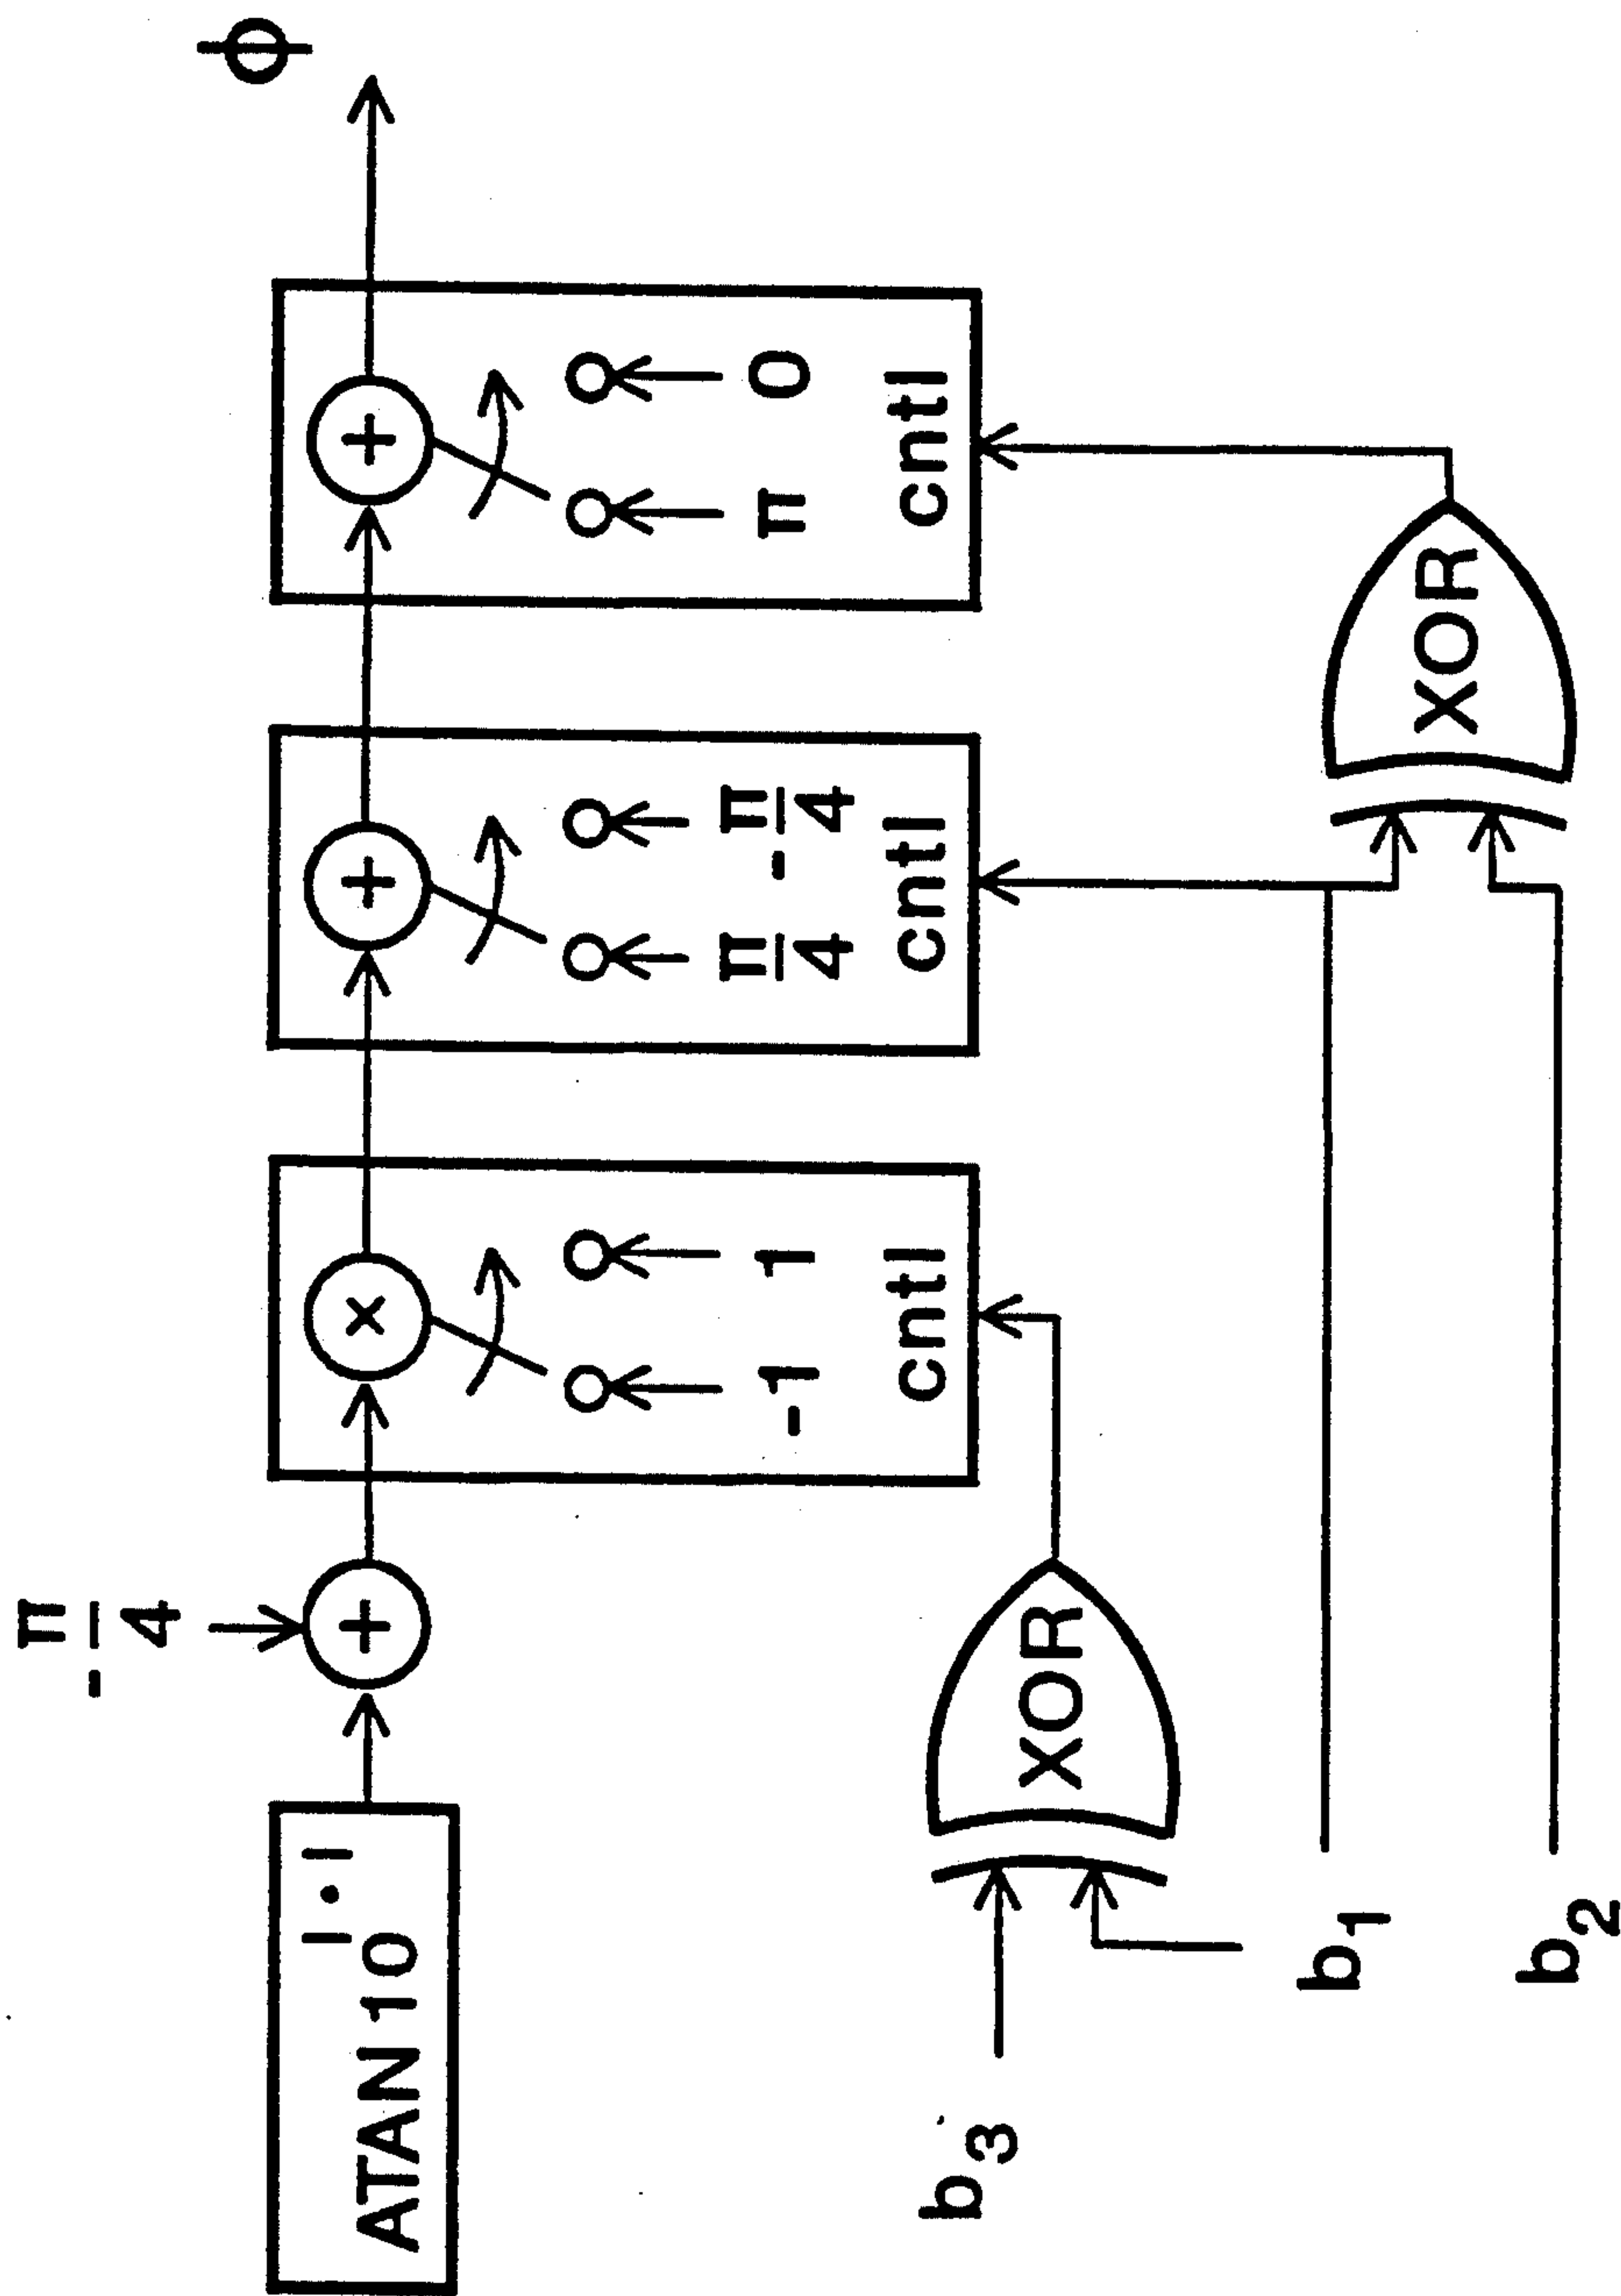 -π/4
Φ
ATAN 10|·|
+
×
+
+
-1 1
π/4 -π/4
π 0
cntl
cntl
cntl
b3
XOR
b1
XOR
b2